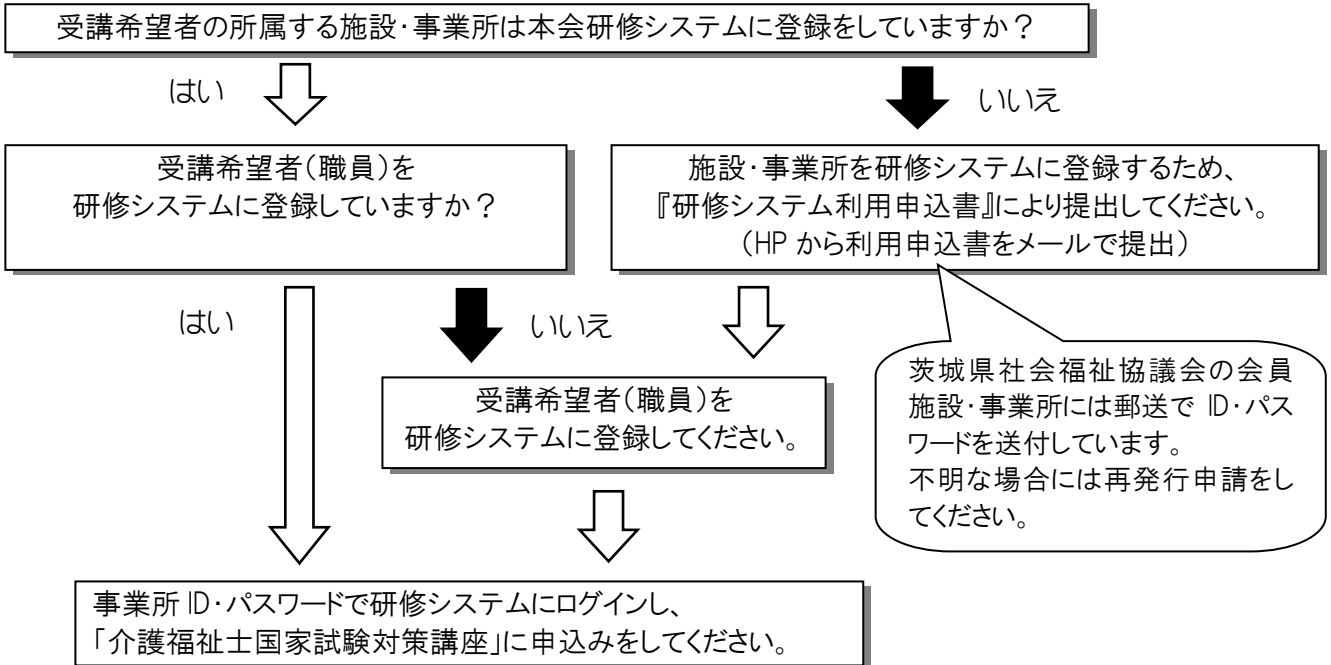 受講希望者の所属する施設・事業所は本会研修システムに登録をしていますか？
はい
いいえ
受講希望者（職員）を
研修システムに登録していますか？
施設・事業所を研修システムに登録するため、
『研修システム利用申込書』により提出してください。
（HP から利用申込書をメールで提出）
はい
いいえ
受講希望者（職員）を
研修システムに登録してください。
茨城県社会福祉協議会の会員
施設・事業所には郵送で ID・パス
ワードを送付しています。
不明な場合には再発行申請をし
てください。
事業所 ID・パスワードで研修システムにログインし、
「介護福祉士国家試験対策講座」に申込みをしてください。